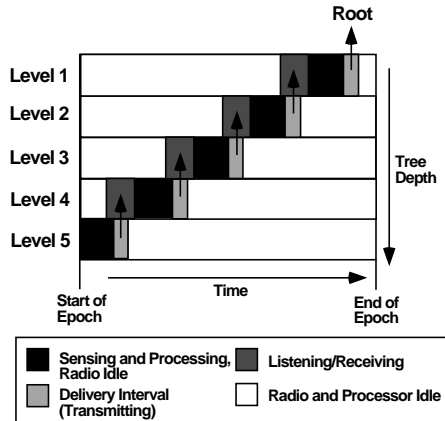 Root
Level 1
Level 2
Level 3
Level 4
Level 5
Tree
Depth
Time
Start of
Epoch
End of
Epoch
Sensing and Processing,
Radio Idle
Listening/Receiving
Delivery Interval
(Transmitting)
Radio and Processor Idle